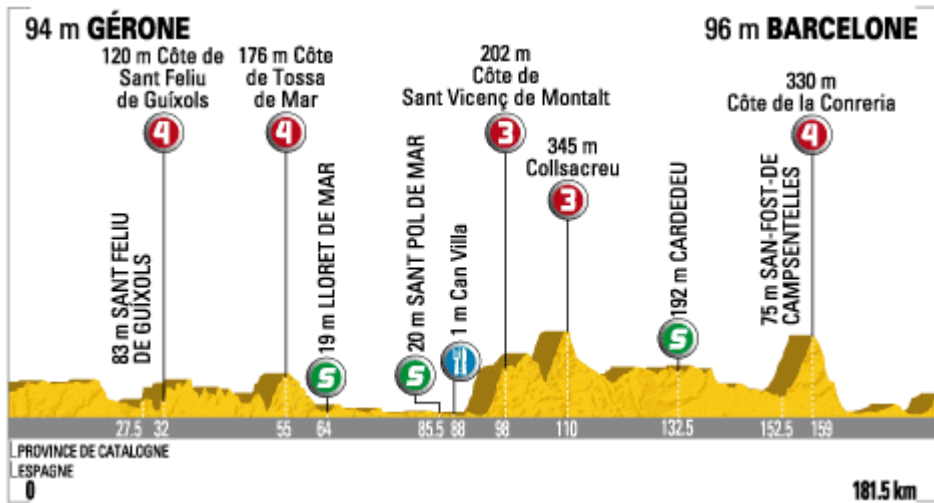 94 m GÉRONE
96 m BARCELONE
120 m Côte de
Sant Feliu
de Guíxols
4
176 m Côte
de Tossa
de Mar
4
202 m
Côte de
Sant Vicenç de Montalt
3
345 m
Collsacreu
3
330 m
Côte de la Conreria
4
83 m SANT FELIU
DE GUÍXOLS
19 m LLORET DE MAR
S
20 m SANT POL DE MAR
S
1 m Can Villa
192 m CARDEDEU
S
75 m SAN-FOST-DE
CAMPSENTELLES
27.5 32 55 64 85.5 88 98 110 132.5 152.5 159
PROVINCE DE CATALOGNE
ESPAGNE
0
181.5 km